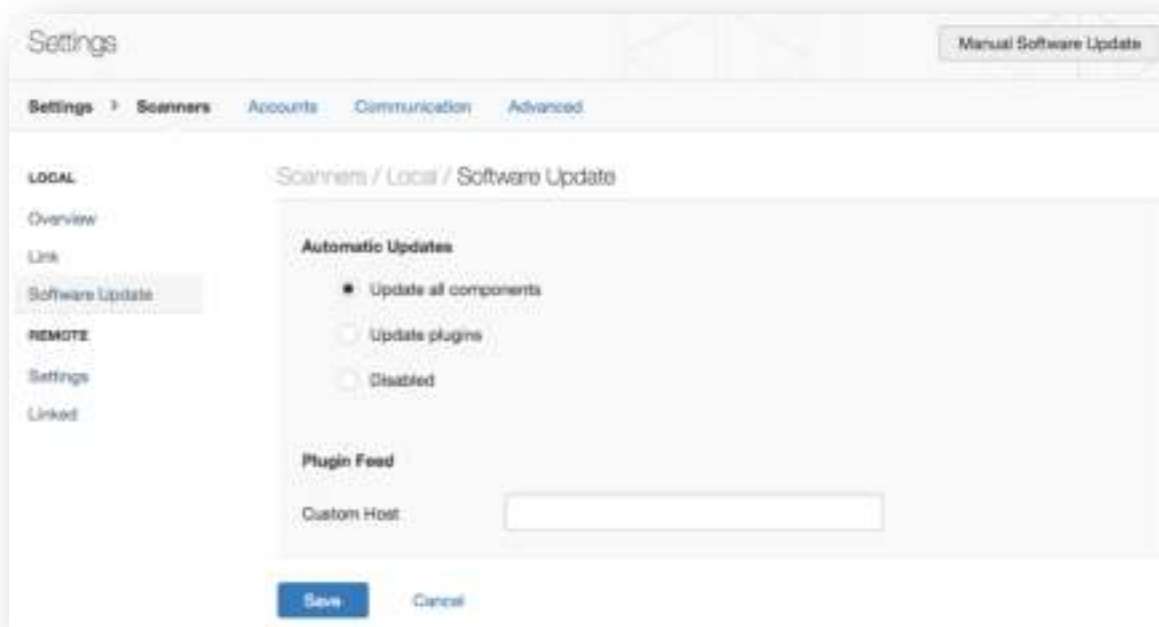 Settings
Manual Software Update
Settings > Scanners Accounts Communication Advanced
LOCAL
Scanners / Local / Software Update
Overview
Link
Software Update
REMOTE
Settings
Linked
Automatic Updates
Update all components
Update plugins
Disabled
Plugin Feed
Custom Host
Save Cancel